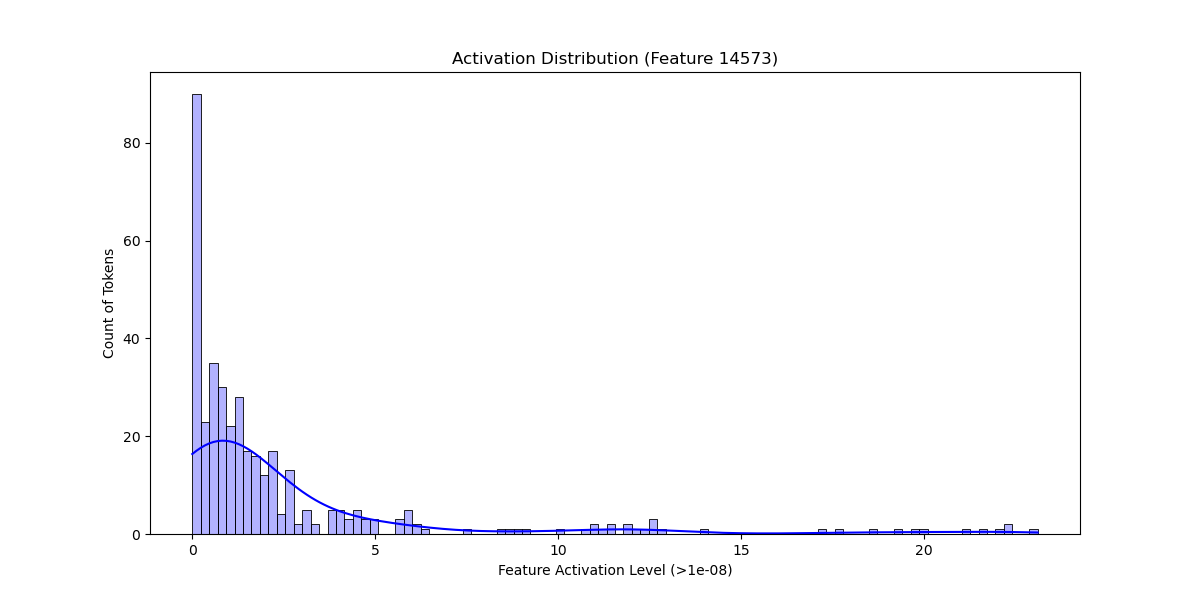 Activation Distribution (Feature 14573)
Count of Tokens
80
60
40
20
0
0 5 10 15 20
Feature Activation Level (>1e-08)